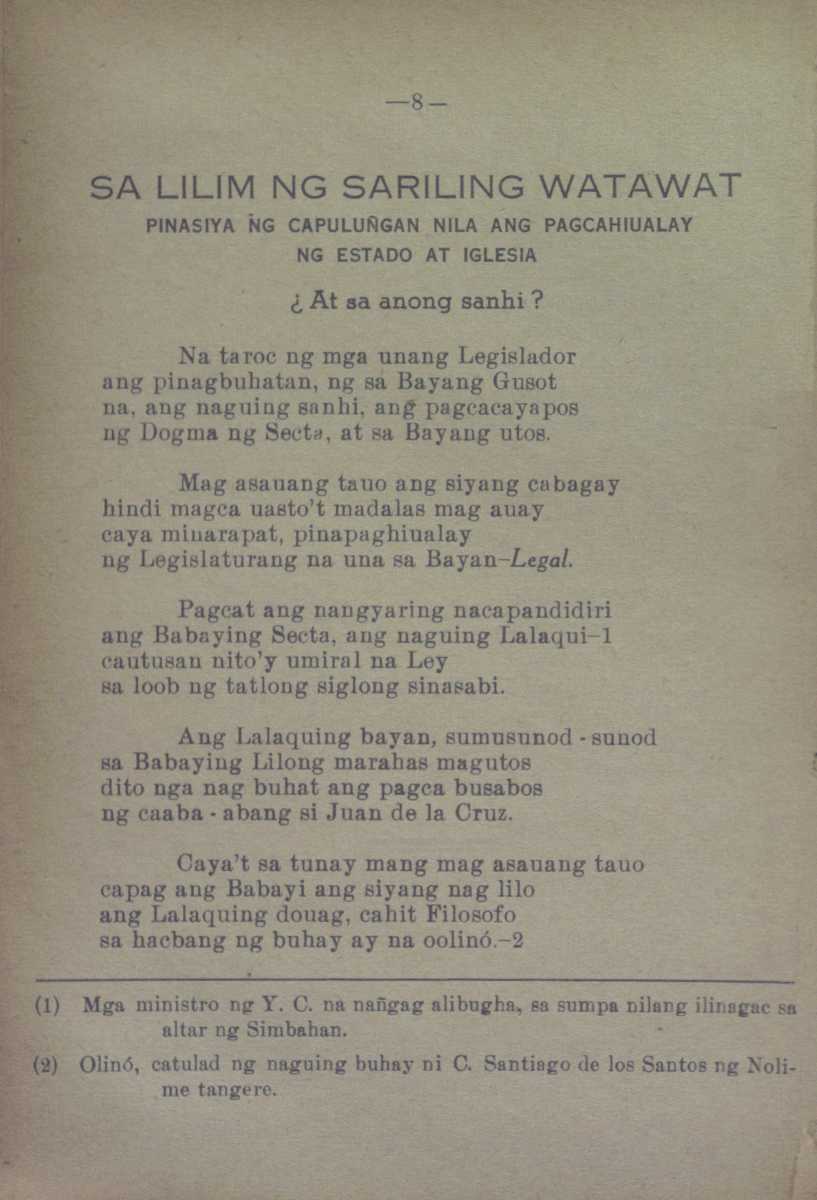 —8—
SA LILIM NG SARILING WATAWAT
PINASIYA ÑG CAPULUÑGAN NILA ANG PAGCAHIUALAY
NG ESTADO AT IGLESIA
¿ At sa anong sanhi ?
Na taroc ng mga unang Legislador
ang pinagbuhatan, ng sa Bayang Gusot
na, ang naguing sanhi, ang pagcacayapos
ng Dogma ng Secta, at sa Bayang utos.
Mag asauang tauo ang siyang cabagay
hindi magca uasto't madalas mag auay
caya minarapat, pinapaghiualay
ng Legislaturang na una sa Bayan-Legal.
Pagcat ang nangyaring nacapandidiri
ang Babaying Secta, ang naguing Lalaqui-1
cautusan nito'y umiral na Ley
sa loob ng tatlong siglong sinasabi.
Ang Lalaquing bayan, sumusunod - sunod
sa Babaying Lilong marahas magutos
dito nga nag buhat ang pagca busabos
ng caaba - abang si Juan de la Cruz.
Caya't sa tunay mang mag asauang tauo
capag ang Babayi ang siyang nag lilo
ang Lalaquing douag, cahit Filosofo
sa hacbang ng buhay ay na oolinó.-2
(1) Mga ministro ng Y. C. na nañgag alibugha, sa sumpa nilang ilinagac sa
altar ng Simbahan.
(2) Olinó, catulad ng naguing buhay ni C. Santiago de los Santos ng Noli-
me tangere.